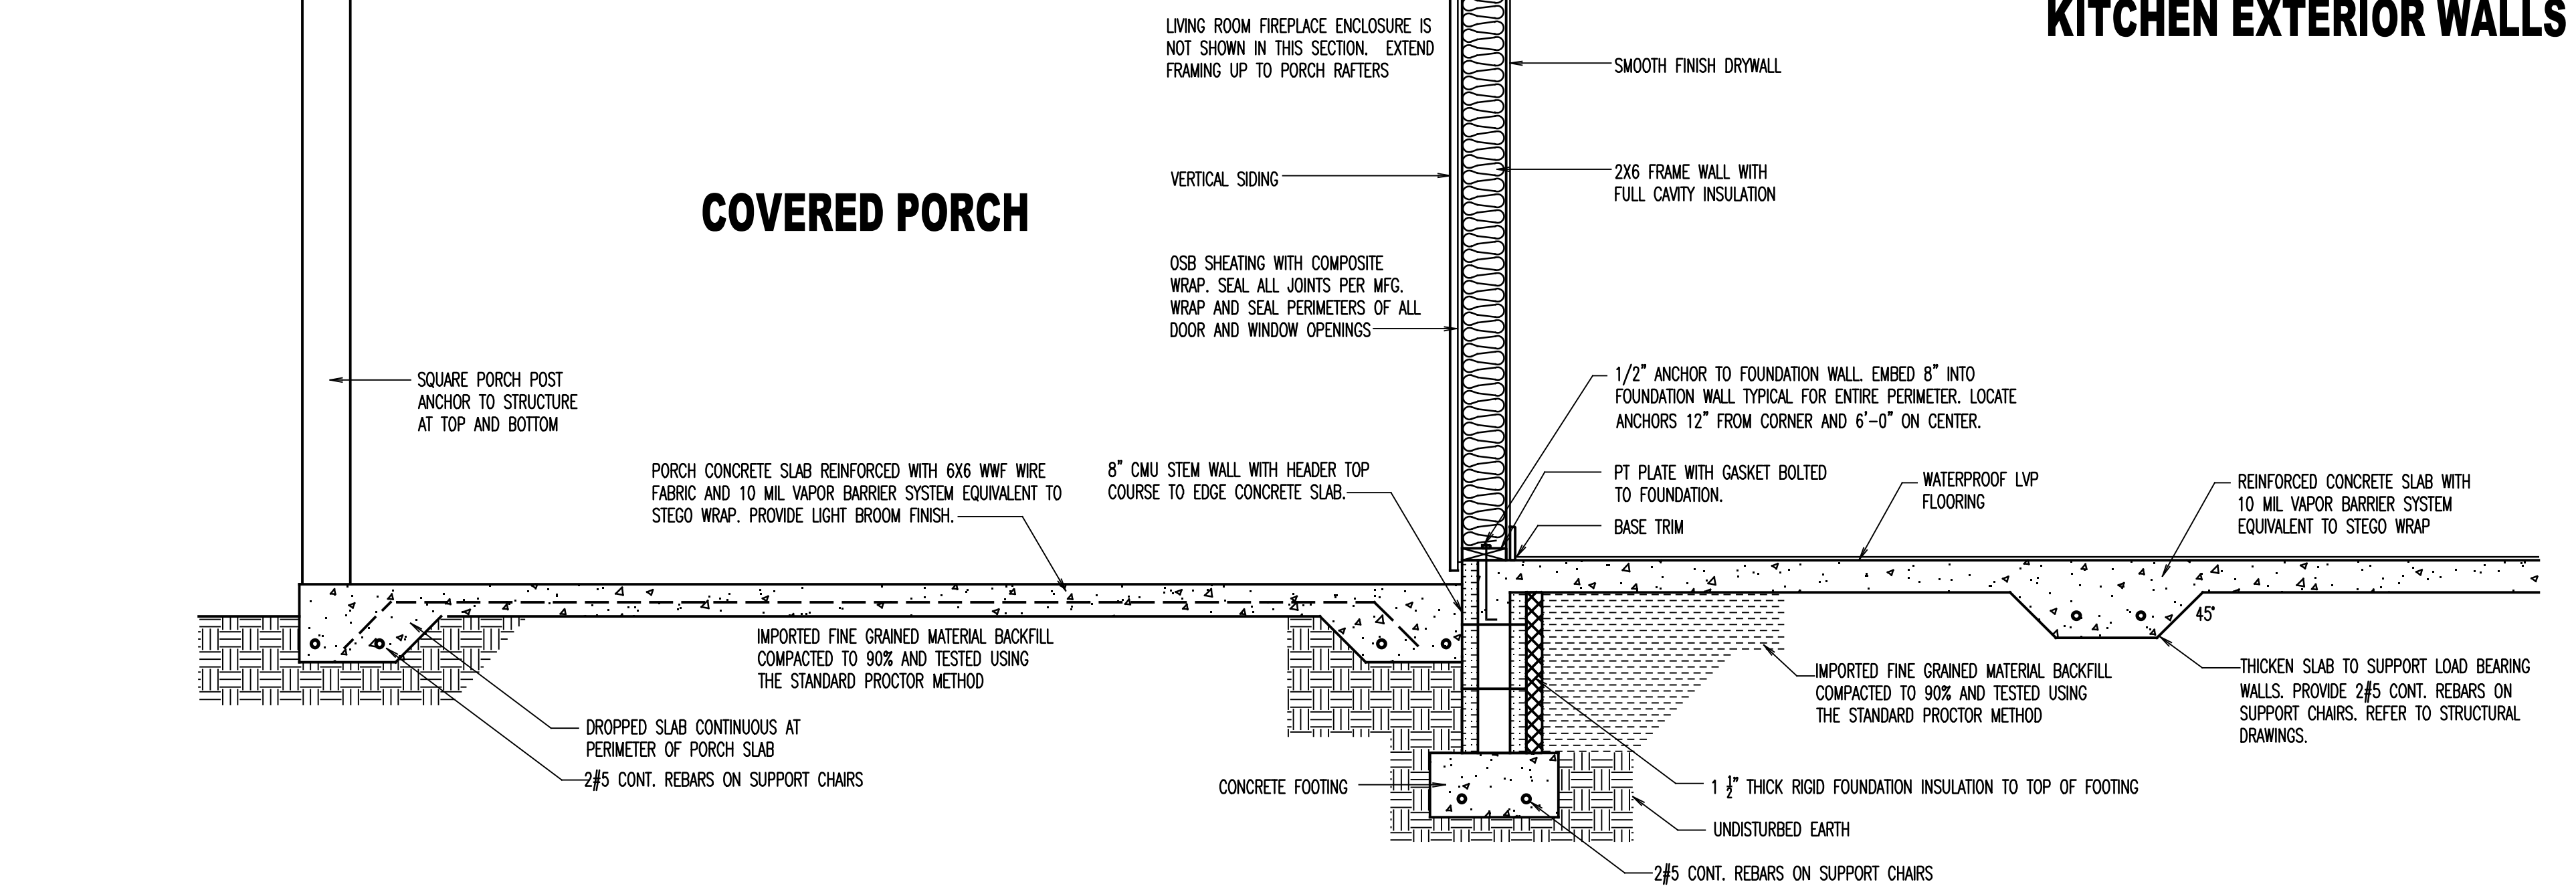 KITCHEN EXTERIOR WALLS
LIVING ROOM FIREPLACE ENCLOSURE IS
NOT SHOWN IN THIS SECTION. EXTEND
FRAMING UP TO PORCH RAFTERS
SMOOTH FINISH DRYWALL
VERTICAL SIDING
2X6 FRAME WALL WITH
FULL CAVITY INSULATION
COVERED PORCH
OSB SHEATING WITH COMPOSITE
WRAP. SEAL ALL JOINTS PER MFG.
WRAP AND SEAL PERIMETERS OF ALL
DOOR AND WINDOW OPENINGS
SQUARE PORCH POST
ANCHOR TO STRUCTURE
AT TOP AND BOTTOM
1/2" ANCHOR TO FOUNDATION WALL. EMBED 8" INTO
FOUNDATION WALL TYPICAL FOR ENTIRE PERIMETER. LOCATE
ANCHORS 12" FROM CORNER AND 6'-0" ON CENTER.
PORCH CONCRETE SLAB REINFORCED WITH 6X6 WWF WIRE
FABRIC AND 10 MIL VAPOR BARRIER SYSTEM EQUIVALENT TO
STEGO WRAP. PROVIDE LIGHT BROOM FINISH.
8" CMU STEM WALL WITH HEADER TOP
COURSE TO EDGE CONCRETE SLAB.
PT PLATE WITH GASKET BOLTED
TO FOUNDATION.
BASE TRIM
WATERPROOF LVP
FLOORING
REINFORCED CONCRETE SLAB WITH
10 MIL VAPOR BARRIER SYSTEM
EQUIVALENT TO STEGO WRAP
45°
IMPORTED FINE GRAINED MATERIAL BACKFILL
COMPACTED TO 90% AND TESTED USING
THE STANDARD PROCTOR METHOD
IMPORTED FINE GRAINED MATERIAL BACKFILL
COMPACTED TO 90% AND TESTED USING
THE STANDARD PROCTOR METHOD
THICKEN SLAB TO SUPPORT LOAD BEARING
WALLS. PROVIDE 2#5 CONT. REBARS ON
SUPPORT CHAIRS. REFER TO STRUCTURAL
DRAWINGS.
DROPPED SLAB CONTINUOUS AT
PERIMETER OF PORCH SLAB
2#5 CONT. REBARS ON SUPPORT CHAIRS
CONCRETE FOOTING
1 1/2" THICK RIGID FOUNDATION INSULATION TO TOP OF FOOTING
UNDISTURBED EARTH
2#5 CONT. REBARS ON SUPPORT CHAIRS